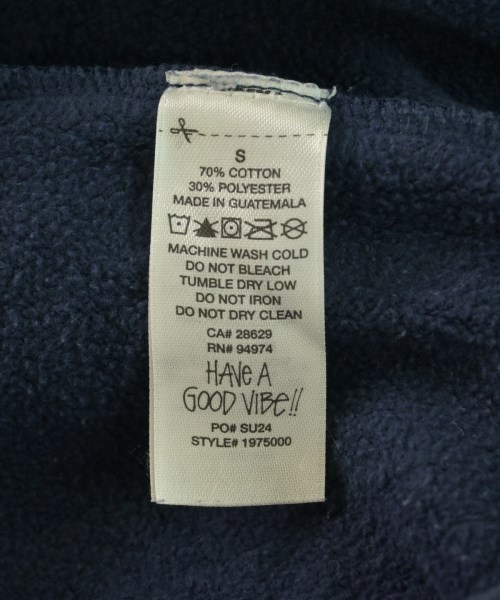 S
70% COTTON
30% POLYESTER
MADE IN GUATEMALA
MACHINE WASH COLD
DO NOT BLEACH
TUMBLE DRY LOW
DO NOT IRON
DO NOT DRY CLEAN
CA# 28629
RN# 94974
HAVE A
GOOD ViBE!!
PO# SU24
STYLE# 1975000